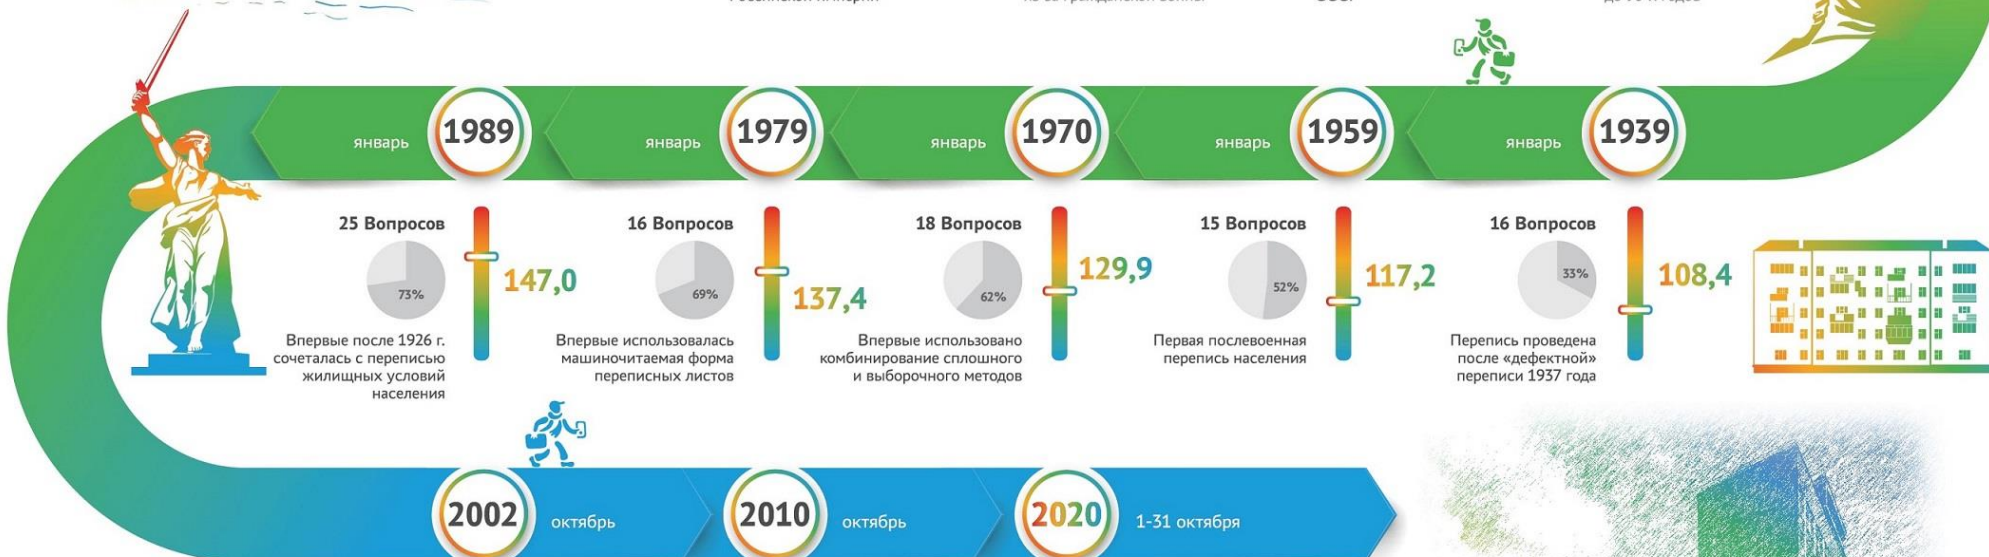 январь
1989
январь
1979
январь
1970
январь
1959
январь
1939
25 Вопросов
73%
147,0
Впервые после 1926 г.
сочеталась с переписью
жилищных условий
населения
16 Вопросов
69%
137,4
Впервые использовалась
машиночитаемая форма
переписных листов
18 Вопросов
62%
129,9
Впервые использовано
комбинирование сплошного
и выборочного методов
15 Вопросов
52%
117,2
Первая послевоенная
перепись населения
16 Вопросов
33%
108,4
Перепись проведена
после «дефектной»
переписи 1937 года
2002
октябрь
2010
октябрь
2020
1-31 октября